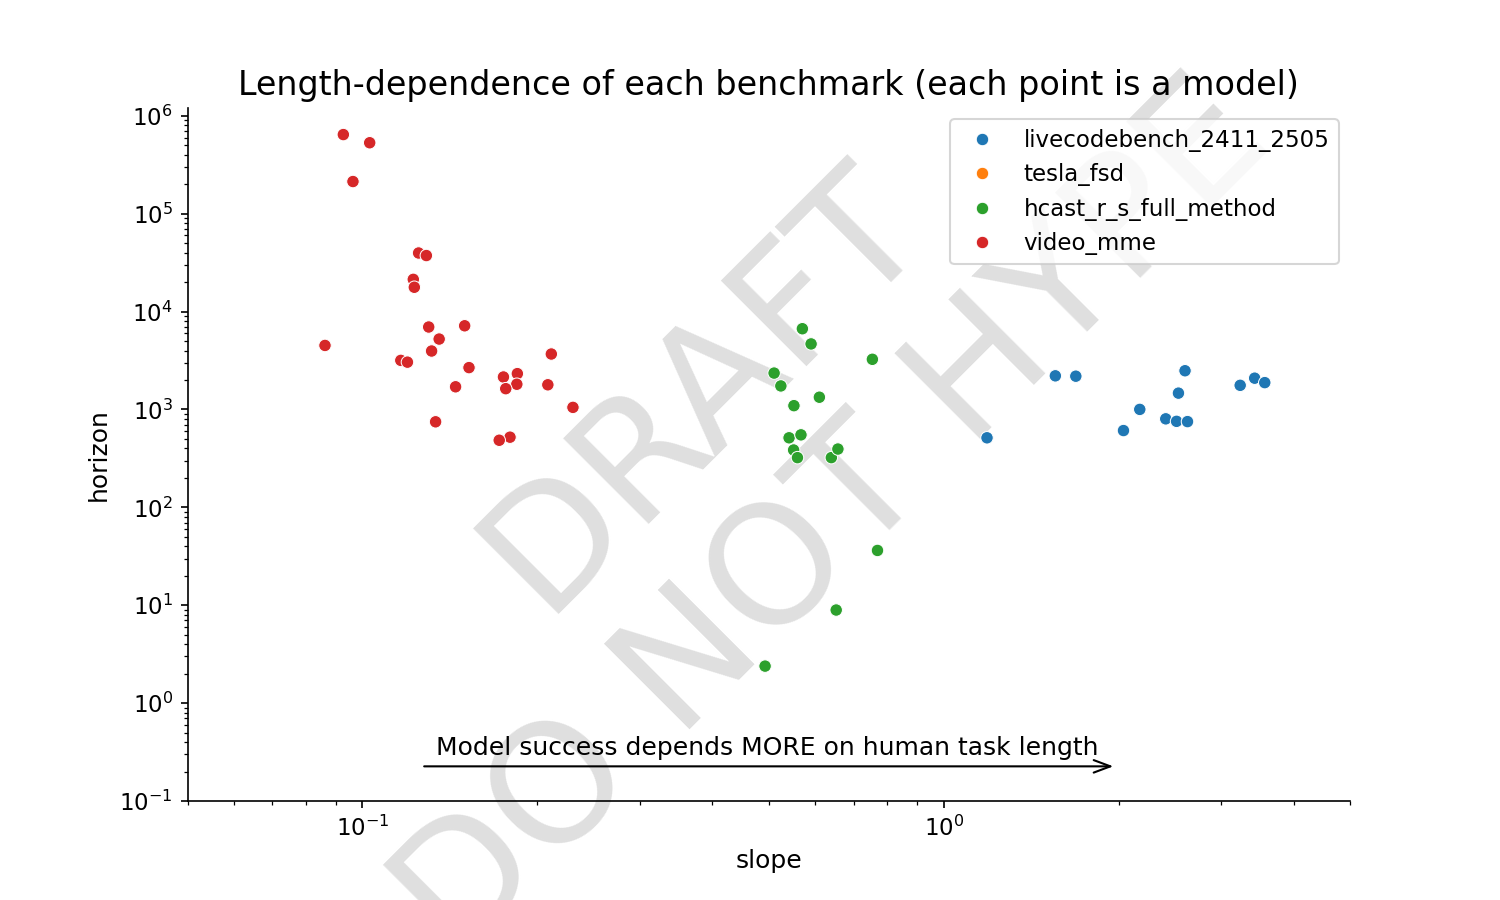 Length-dependence of each benchmark (each point is a model)
livecodebench_2411_2505
tesla_fsd
hcast_r_s_full_method
video_mme
10^6
10^5
10^4
10^3
10^2
10^1
10^0
10^-1
horizon
Model success depends MORE on human task length
10^-1
10^0
slope
DRAFT
DO NOT HYPE